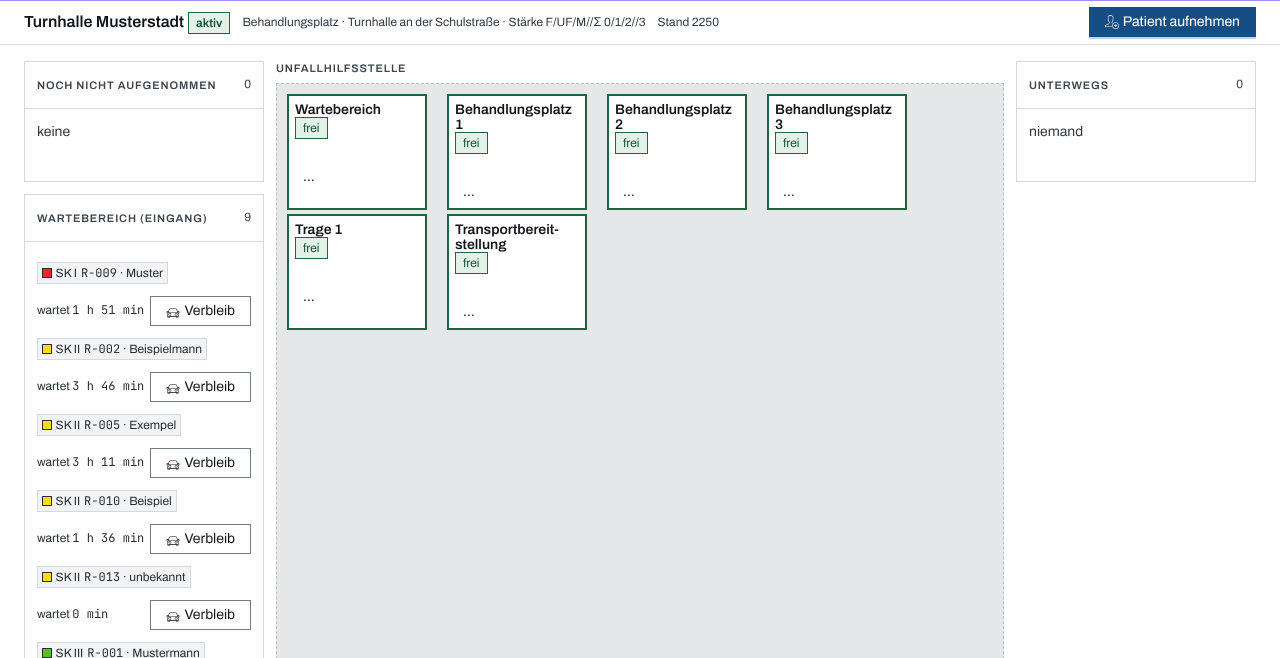 Turnhalle Musterstadt aktiv Behandlungsplatz · Turnhalle an der Schulstraße · Stärke F/UF/M//Σ 0/1/2//3 Stand 2250 Patient aufnehmen
NOCH NICHT AUFGENOMMEN 0
keine
WARTEBEREICH (EINGANG) 9
SK I R-009 · Muster
wartet 1 h 51 min Verbleib
SK II R-002 · Beispielmann
wartet 3 h 46 min Verbleib
SK II R-005 · Exempel
wartet 3 h 11 min Verbleib
SK II R-010 · Beispiel
wartet 1 h 36 min Verbleib
SK II R-013 · unbekannt
wartet 0 min Verbleib
SK III R-001 · Mustermann
UNFALLHILFSSTELLE
Wartebereich
frei
...
Behandlungsplatz
1
frei
...
Behandlungsplatz
2
frei
...
Behandlungsplatz
3
frei
...
Trage 1
frei
...
Transportbereit-
stellung
frei
...
UNTERWEGS 0
niemand